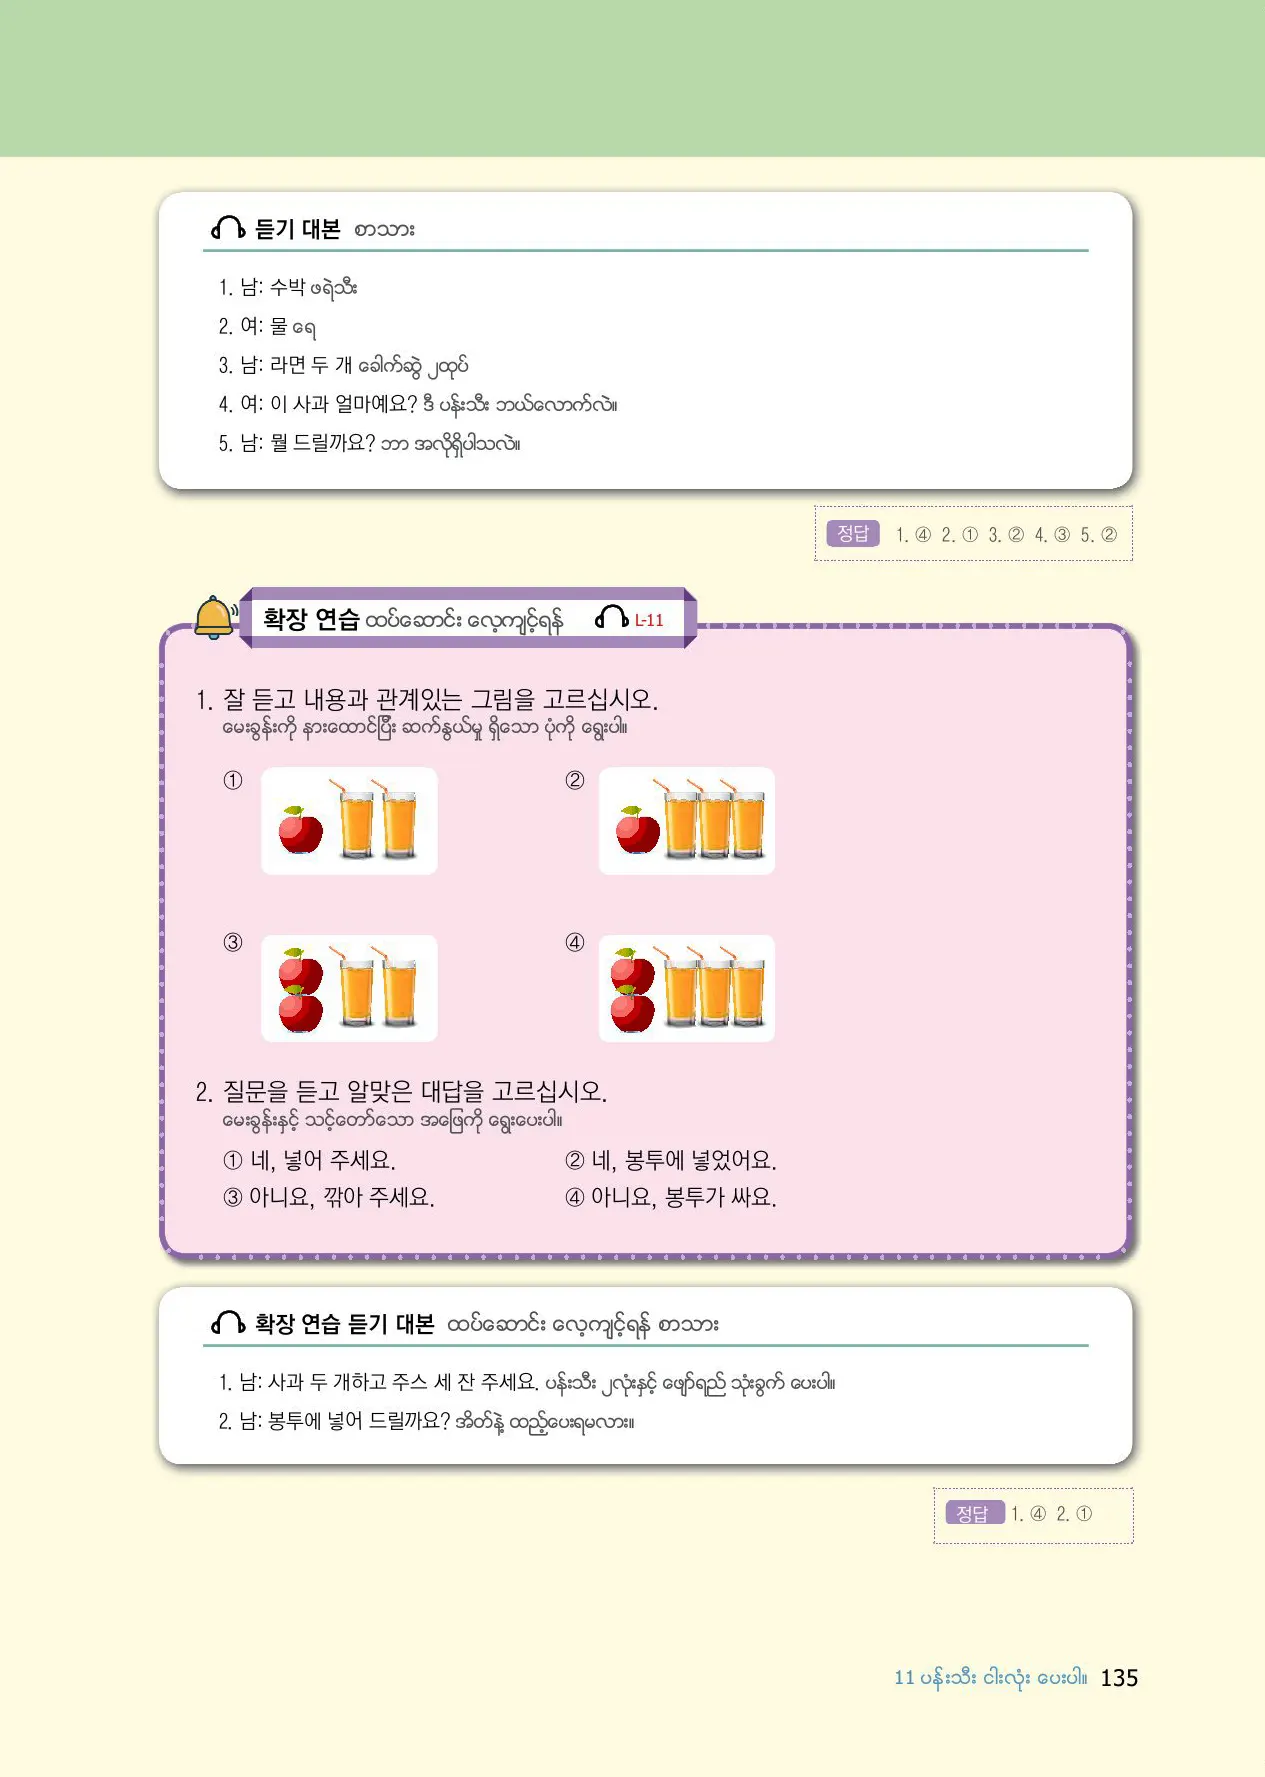 듣기 대본 စာသား
1. 남: 수박 ဖရဲသီး
2. 여: 물 ရေ
3. 남: 라면 두 개 ခေါက်ဆွဲ ၂ထုပ်
4. 여: 이 사과 얼마예요? ဒီ ပန်းသီး ဘယ်လောက်လဲ။
5. 남: 뭘 드릴까요? ဘာ အလိုရှိပါသလဲ။
정답 1. ④ 2. ① 3. ② 4. ③ 5. ②
확장 연습 ထပ်ဆောင်း လေ့ကျင့်ရန် L-11
1. 잘 듣고 내용과 관계있는 그림을 고르십시오.
မေးခွန်းကို နားထောင်ပြီး ဆက်နွယ်မှု ရှိသော ပုံကို ရွေးပါ။
① ②
③ ④
2. 질문을 듣고 알맞은 대답을 고르십시오.
မေးခွန်းနှင့် သင့်တော်သော အဖြေကို ရွေးပေးပါ။
① 네, 넣어 주세요. ② 네, 봉투에 넣었어요.
③ 아니요, 깎아 주세요. ④ 아니요, 봉투가 싸요.
확장 연습 듣기 대본 ထပ်ဆောင်း လေ့ကျင့်ရန် စာသား
1. 남: 사과 두 개하고 주스 세 잔 주세요. ပန်းသီး ၂လုံးနှင့် ဖျော်ရည် သုံးခွက် ပေးပါ။
2. 남: 봉투에 넣어 드릴까요? အိတ်နဲ့ ထည့်ပေးရမလား။
정답 1. ④ 2. ①
11 ပန်းသီး ငါးလုံး ပေးပါ။ 135